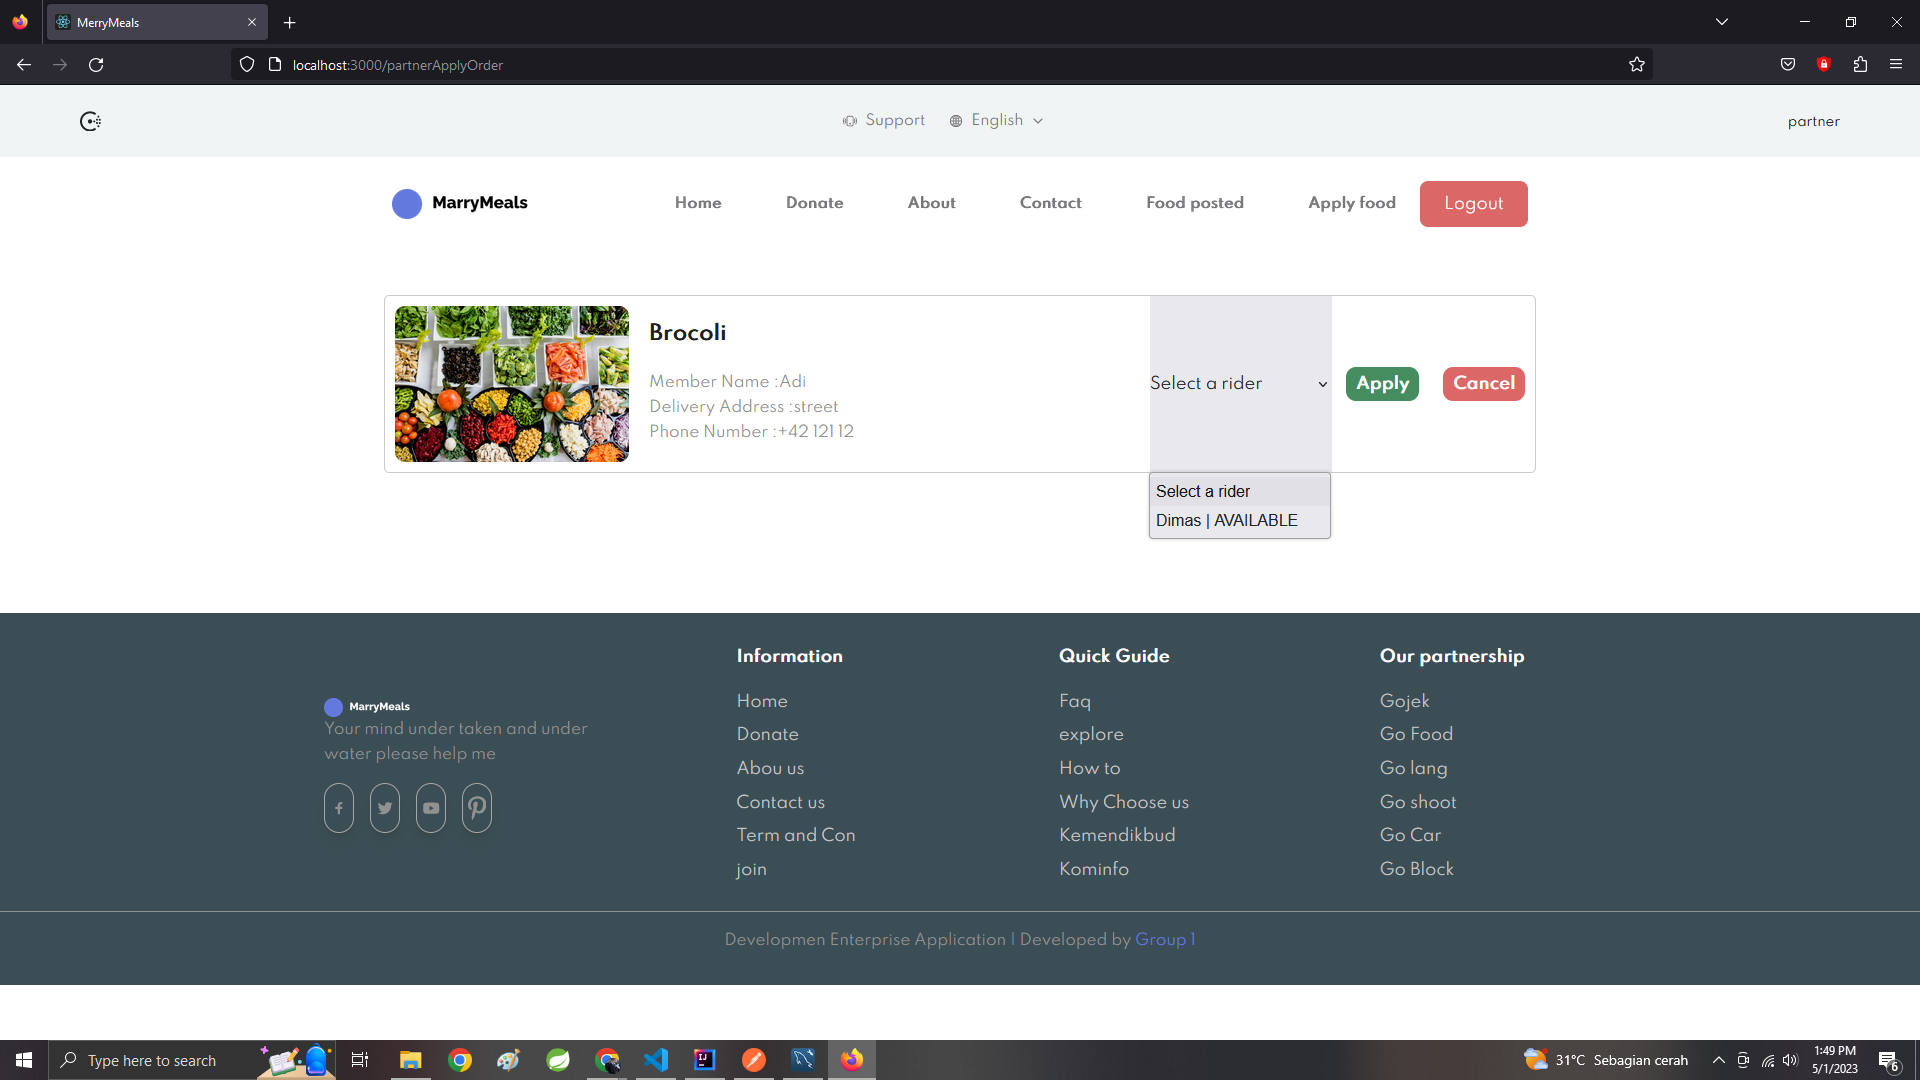 MerryMeals
localhost:3000/partnerApplyOrder
Support
English
partner
MarryMeals
Home
Donate
About
Contact
Food posted
Apply food
Logout
Brocoli
Member Name :Adi
Delivery Address :street
Phone Number :+42 121 12
Select a rider
Apply
Cancel
Select a rider
Dimas | AVAILABLE
MarryMeals
Your mind under taken and under
water please help me
Information
Home
Donate
Abou us
Contact us
Term and Con
join
Quick Guide
Faq
explore
How to
Why Choose us
Kemendikbud
Kominfo
Our partnership
Gojek
Go Food
Go lang
Go shoot
Go Car
Go Block
Developmen Enterprise Application | Developed by Group 1
Type here to search
31°C Sebagian cerah
1:49 PM
5/1/2023
6